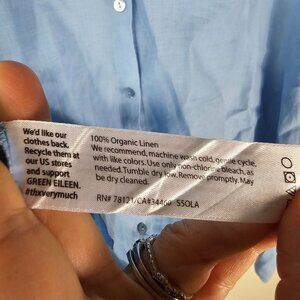 We'd like our
clothes back.
Recycle them at
our US stores
and support
GREEN EILEEN.
#thxverymuch
100% Organic Linen
We recommend, machine wash cold, gentle cycle,
with like colors. Use only non-chlorine bleach, as
needed. Tumble dry low. Remove promptly. May
be dry cleaned.
RN# 78121/CA#34460 S5OLA